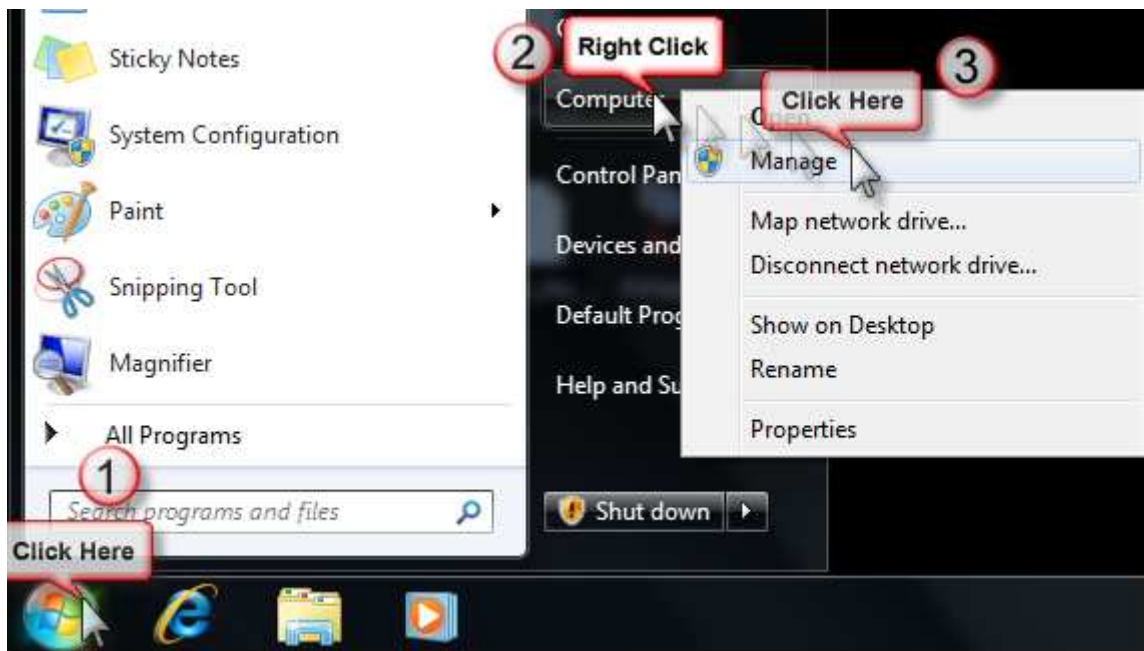 Sticky Notes
System Configuration
Paint
Snipping Tool
Magnifier
All Programs
1
Search programs and files
Click Here
2
Right Click
Computer
Control Pan
Devices and
Default Prog
Help and Su
Shut down
3
Click Here
Open
Manage
Map network drive...
Disconnect network drive...
Show on Desktop
Rename
Properties